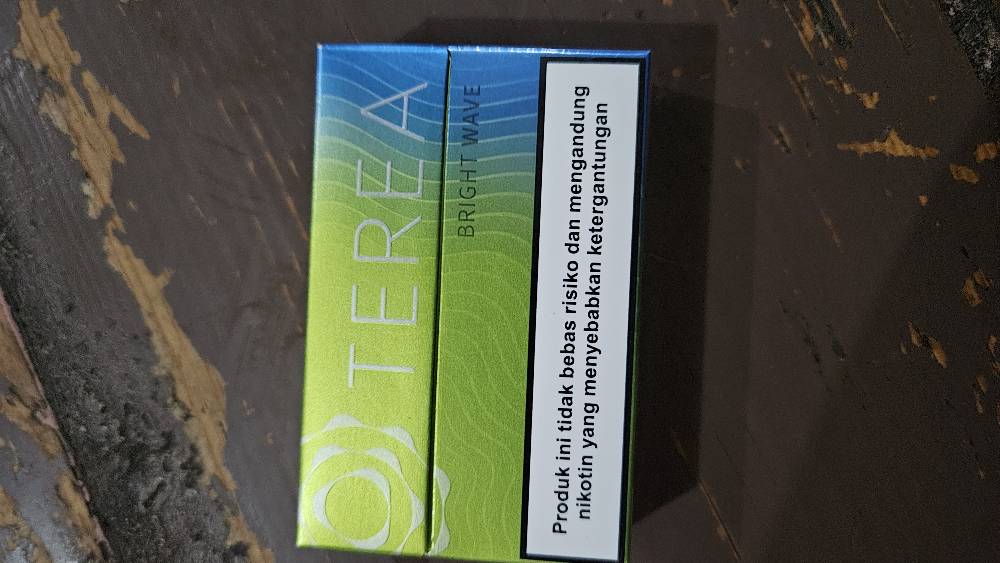 TEREA
BRIGHT WAVE
Produk ini tidak bebas risiko dan mengandung
nikotin yang menyebabkan ketergantungan